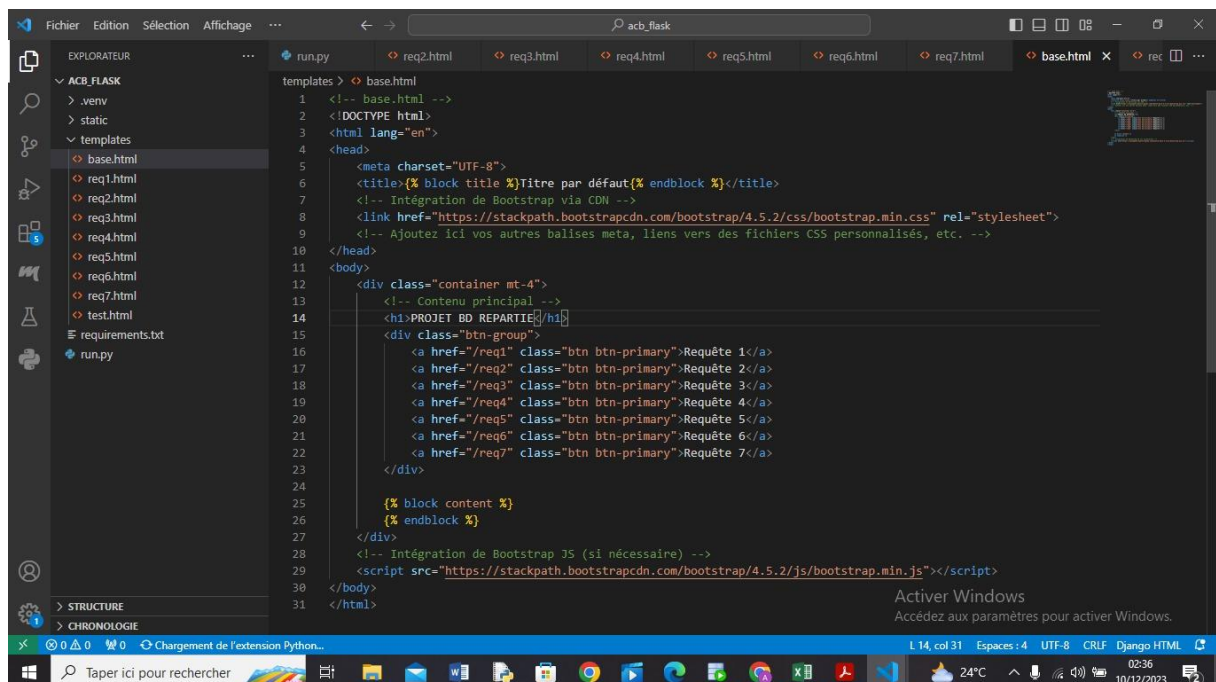 Fichier Edition Sélection Affichage ...
acb_flask
EXPLORATEUR ...
ACB_FLASK
> .venv
> static
templates
base.html
req1.html
req2.html
req3.html
req4.html
req5.html
req6.html
req7.html
test.html
requirements.txt
run.py
> STRUCTURE
> CHRONOLOGIE
run.py req2.html req3.html req4.html req5.html req6.html req7.html base.html rec ...
templates > base.html
1 <!-- base.html -->
2 <!DOCTYPE html>
3 <html lang="en">
4 <head>
5 <meta charset="UTF-8">
6 <title>{% block title %}Titre par défaut{% endblock %}</title>
7 <!-- Intégration de Bootstrap via CDN -->
8 <link href="https://stackpath.bootstrapcdn.com/bootstrap/4.5.2/css/bootstrap.min.css" rel="stylesheet">
9 <!-- Ajoutez ici vos autres balises meta, liens vers des fichiers CSS personnalisés, etc. -->
10 </head>
11 <body>
12 <div class="container mt-4">
13 <!-- Contenu principal -->
14 <h1>PROJET BD REPARTIE</h1>
15 <div class="btn-group">
16 <a href="/req1" class="btn btn-primary">Requête 1</a>
17 <a href="/req2" class="btn btn-primary">Requête 2</a>
18 <a href="/req3" class="btn btn-primary">Requête 3</a>
19 <a href="/req4" class="btn btn-primary">Requête 4</a>
20 <a href="/req5" class="btn btn-primary">Requête 5</a>
21 <a href="/req6" class="btn btn-primary">Requête 6</a>
22 <a href="/req7" class="btn btn-primary">Requête 7</a>
23 </div>
24
25 {% block content %}
26 {% endblock %}
27 </div>
28 <!-- Intégration de Bootstrap JS (si nécessaire) -->
29 <script src="https://stackpath.bootstrapcdn.com/bootstrap/4.5.2/js/bootstrap.min.js"></script>
30 </body>
31 </html>
Activer Windows
Accédez aux paramètres pour activer Windows.
5
1
0 0 0 Chargement de l'extension Python... L 14, col 31 Espaces : 4 UTF-8 CRLF Django HTML
Taper ici pour rechercher 24°C 02:36
10/12/2023 2